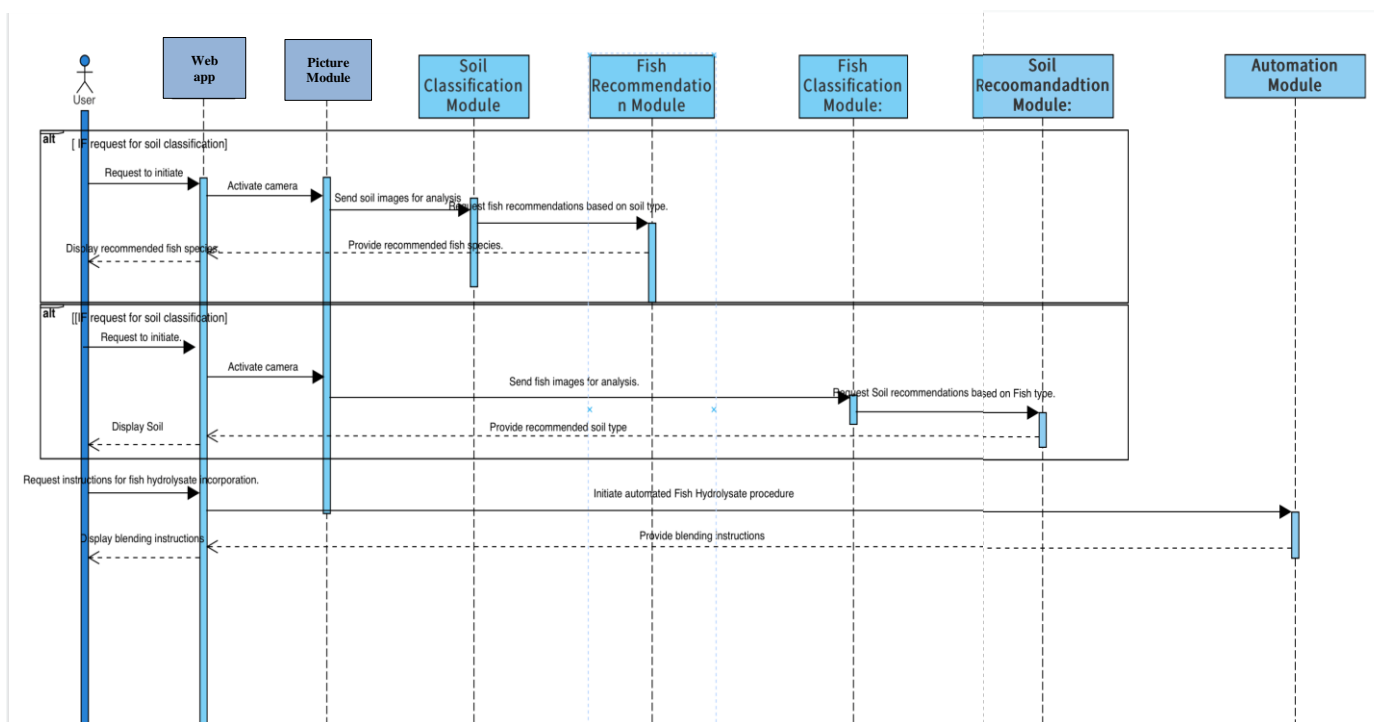 User
Web
app
Picture
Module
Soil
Classification
Module
Fish
Recommendatio
n Module
Fish
Classification
Module:
Soil
Recoomandadtion
Module:
Automation
Module
alt
[ IF request for soil classification]
Request to initiate
Activate camera
Send soil images for analysis
Request fish recommendations based on soil type.
Display recommended fish species.
Provide recommended fish species.
alt
[[IF request for soil classification]
Request to initiate.
Activate camera
Send fish images for analysis.
Request Soil recommendations based on Fish type.
Display Soil
Provide recommended soil type
Request instructions for fish hydrolysate incorporation.
Initiate automated Fish Hydrolysate procedure
Display blending instructions
Provide blending instructions